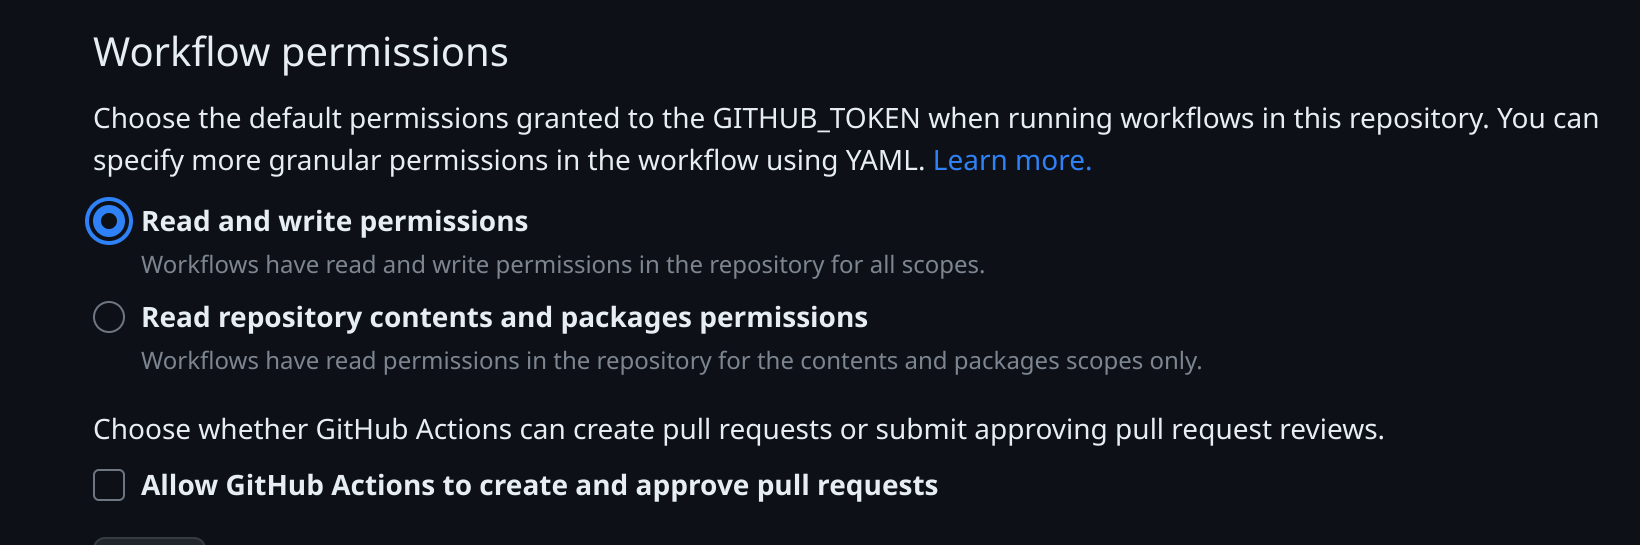 Workflow permissions
Choose the default permissions granted to the GITHUB_TOKEN when running workflows in this repository. You can
specify more granular permissions in the workflow using YAML. Learn more.
Read and write permissions
Workflows have read and write permissions in the repository for all scopes.
Read repository contents and packages permissions
Workflows have read permissions in the repository for the contents and packages scopes only.
Choose whether GitHub Actions can create pull requests or submit approving pull request reviews.
Allow GitHub Actions to create and approve pull requests